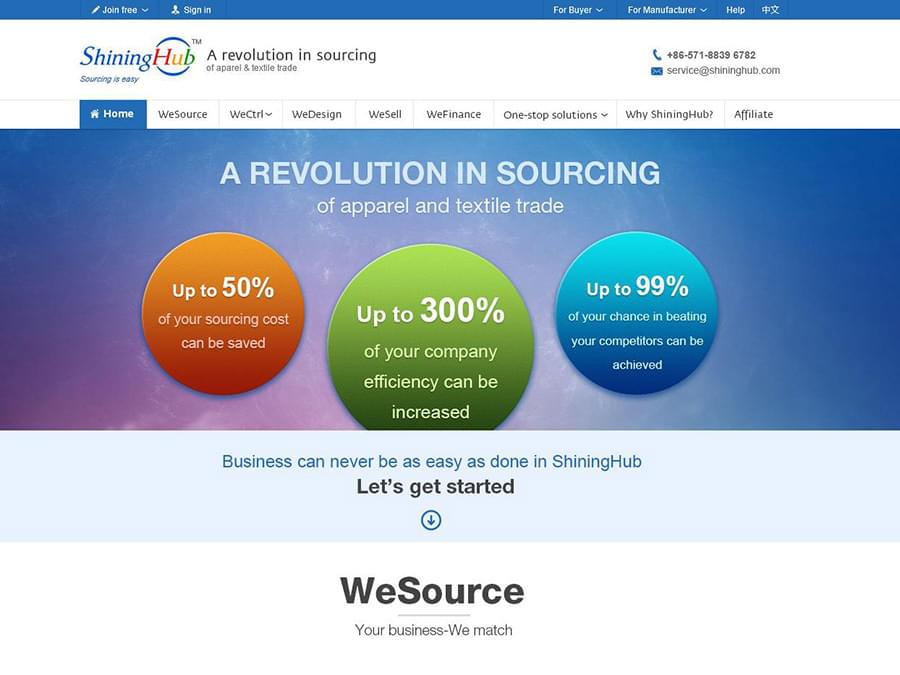 Join free
Sign in
For Buyer
For Manufacturer
Help
中文
ShiningHub™
Sourcing is easy
A revolution in sourcing
of aparel & textile trade
+86-571-8839 6782
service@shininghub.com
Home
WeSource
WeCtrl
WeDesign
WeSell
WeFinance
One-stop solutions
Why ShiningHub?
Affiliate
A REVOLUTION IN SOURCING
of apparel and textile trade
Up to 50%
of your sourcing cost
can be saved
Up to 300%
of your company
efficiency can be
increased
Up to 99%
of your chance in beating
your competitors can be
achieved
Business can never be as easy as done in ShiningHub
Let's get started
WeSource
Your business-We match